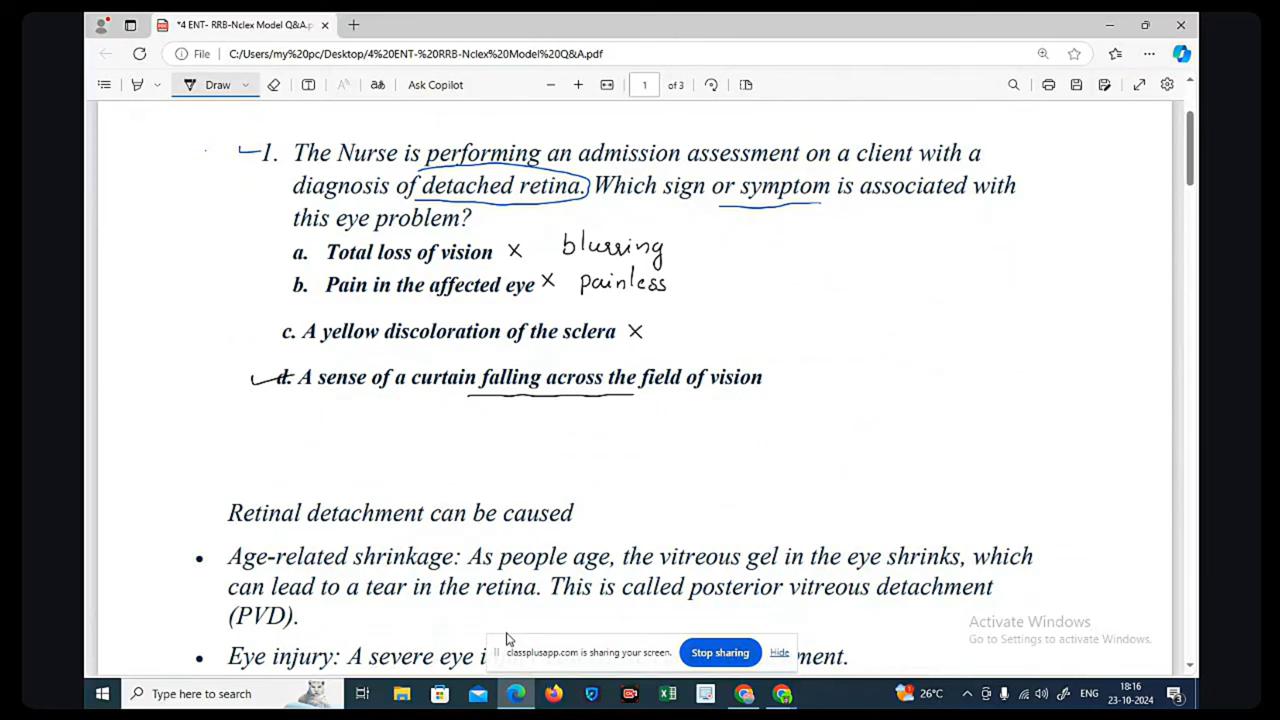 *4 ENT- RRB-Nclex Model Q&A.p
File C:/Users/my%20pc/Desktop/4%20ENT-%20RRB-Nclex%20Model%20Q&A.pdf
Draw Ask Copilot 1 of 3
1. The Nurse is performing an admission assessment on a client with a
diagnosis of detached retina. Which sign or symptom is associated with
this eye problem?
a. Total loss of vision × blurring
b. Pain in the affected eye × painless
c. A yellow discoloration of the sclera ×
d. A sense of a curtain falling across the field of vision
Retinal detachment can be caused
• Age-related shrinkage: As people age, the vitreous gel in the eye shrinks, which
can lead to a tear in the retina. This is called posterior vitreous detachment
(PVD).
Activate Windows
Go to Settings to activate Windows.
• Eye injury: A severe eye i ment.
classplusapp.com is sharing your screen. Stop sharing Hide
Type here to search 26°C ENG 18:16
23-10-2024